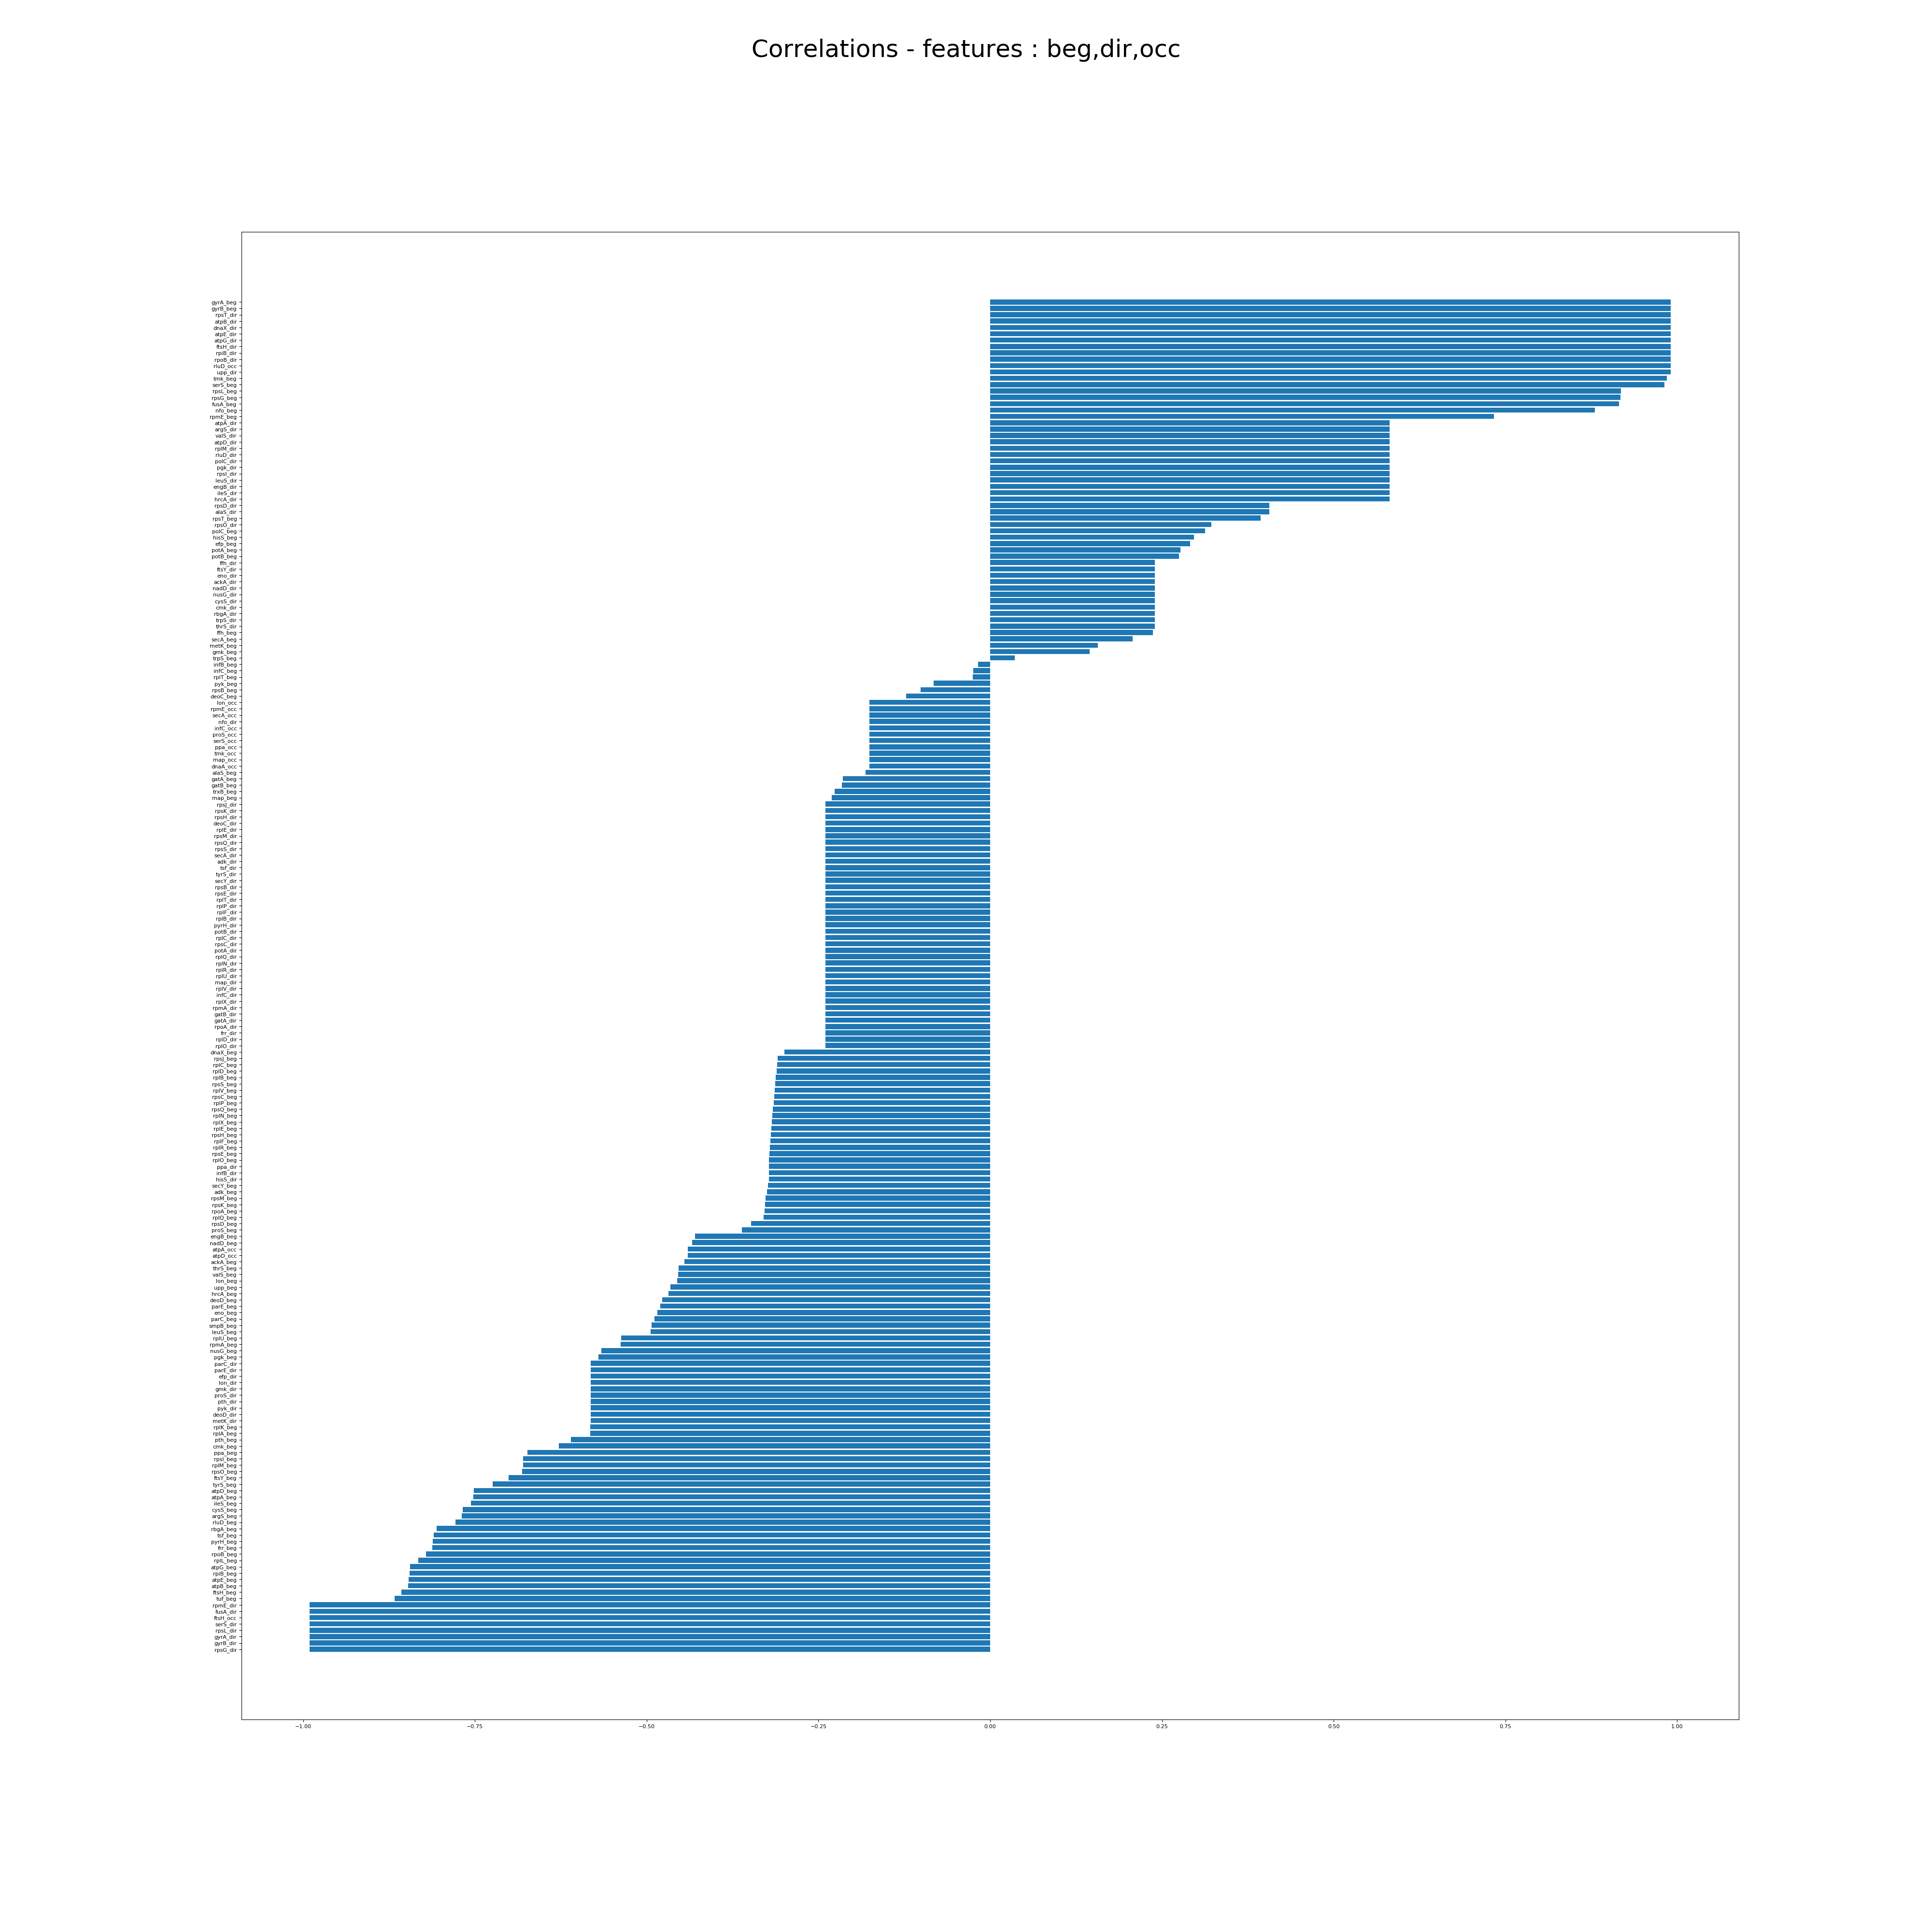 Correlations - features : beg,dir,occ
gyrA_beg
gyrB_beg
rpsT_dir
atpB_dir
dnaX_dir
atpE_dir
atpG_dir
ftsH_dir
rpiB_dir
rpoB_dir
rluD_occ
upp_dir
tmk_beg
serS_beg
rpsL_beg
rpsG_beg
fusA_beg
nfo_beg
rpmE_beg
atpA_dir
argS_dir
valS_dir
atpD_dir
rplM_dir
rluD_dir
polC_dir
pgk_dir
rpsI_dir
leuS_dir
engB_dir
ileS_dir
hrcA_dir
rpsD_dir
alaS_dir
rpsT_beg
rpsO_dir
polC_beg
hisS_beg
efp_beg
potA_beg
potB_beg
ffh_dir
ftsY_dir
eno_dir
ackA_dir
nadD_dir
nusG_dir
cysS_dir
cmk_dir
rbgA_dir
trpS_dir
thrS_dir
ffh_beg
secA_beg
metK_beg
gmk_beg
trpS_beg
infB_beg
infC_beg
rplT_beg
pyk_beg
rpsB_beg
deoC_beg
lon_occ
rpmE_occ
secA_occ
nfo_dir
infC_occ
proS_occ
serS_occ
ppa_occ
tmk_occ
map_occ
dnaA_occ
alaS_beg
gatA_beg
gatB_beg
trxB_beg
map_beg
rpsJ_dir
rpsK_dir
rpsH_dir
deoC_dir
rplE_dir
rpsM_dir
rpsQ_dir
rpsS_dir
secA_dir
adk_dir
tsf_dir
tyrS_dir
secY_dir
rpsB_dir
rpsE_dir
rplT_dir
rplP_dir
rplF_dir
rplB_dir
pyrH_dir
potB_dir
rplC_dir
rpsC_dir
potA_dir
rplQ_dir
rplN_dir
rplR_dir
rplU_dir
map_dir
rplV_dir
infC_dir
rplX_dir
rpmA_dir
gatB_dir
gatA_dir
rpoA_dir
frr_dir
rplD_dir
rplO_dir
dnaX_beg
rpsJ_beg
rplC_beg
rplD_beg
rplB_beg
rpsS_beg
rplV_beg
rpsC_beg
rplP_beg
rpsQ_beg
rplN_beg
rplX_beg
rplE_beg
rpsH_beg
rplF_beg
rplR_beg
rpsE_beg
rplO_beg
ppa_dir
infB_dir
hisS_dir
secY_beg
adk_beg
rpsM_beg
rpsK_beg
rpoA_beg
rplQ_beg
rpsD_beg
proS_beg
engB_beg
nadD_beg
atpA_occ
atpD_occ
ackA_beg
thrS_beg
valS_beg
lon_beg
upp_beg
hrcA_beg
deoD_beg
parE_beg
eno_beg
parC_beg
smpB_beg
leuS_beg
rplU_beg
rpmA_beg
nusG_beg
pgk_beg
parC_dir
parE_dir
efp_dir
lon_dir
gmk_dir
proS_dir
pth_dir
pyk_dir
deoD_dir
metK_dir
rplK_beg
rplA_beg
pth_beg
cmk_beg
ppa_beg
rpsI_beg
rplM_beg
rpsO_beg
ftsY_beg
tyrS_beg
atpD_beg
atpA_beg
ileS_beg
cysS_beg
argS_beg
rluD_beg
rbgA_beg
tsf_beg
pyrH_beg
frr_beg
rpoB_beg
rplL_beg
atpG_beg
rpiB_beg
atpE_beg
atpB_beg
ftsH_beg
tuf_beg
rpmE_dir
fusA_dir
ftsH_occ
serS_dir
rpsL_dir
gyrA_dir
gyrB_dir
rpsG_dir
−1.00 −0.75 −0.50 −0.25 0.00 0.25 0.50 0.75 1.00